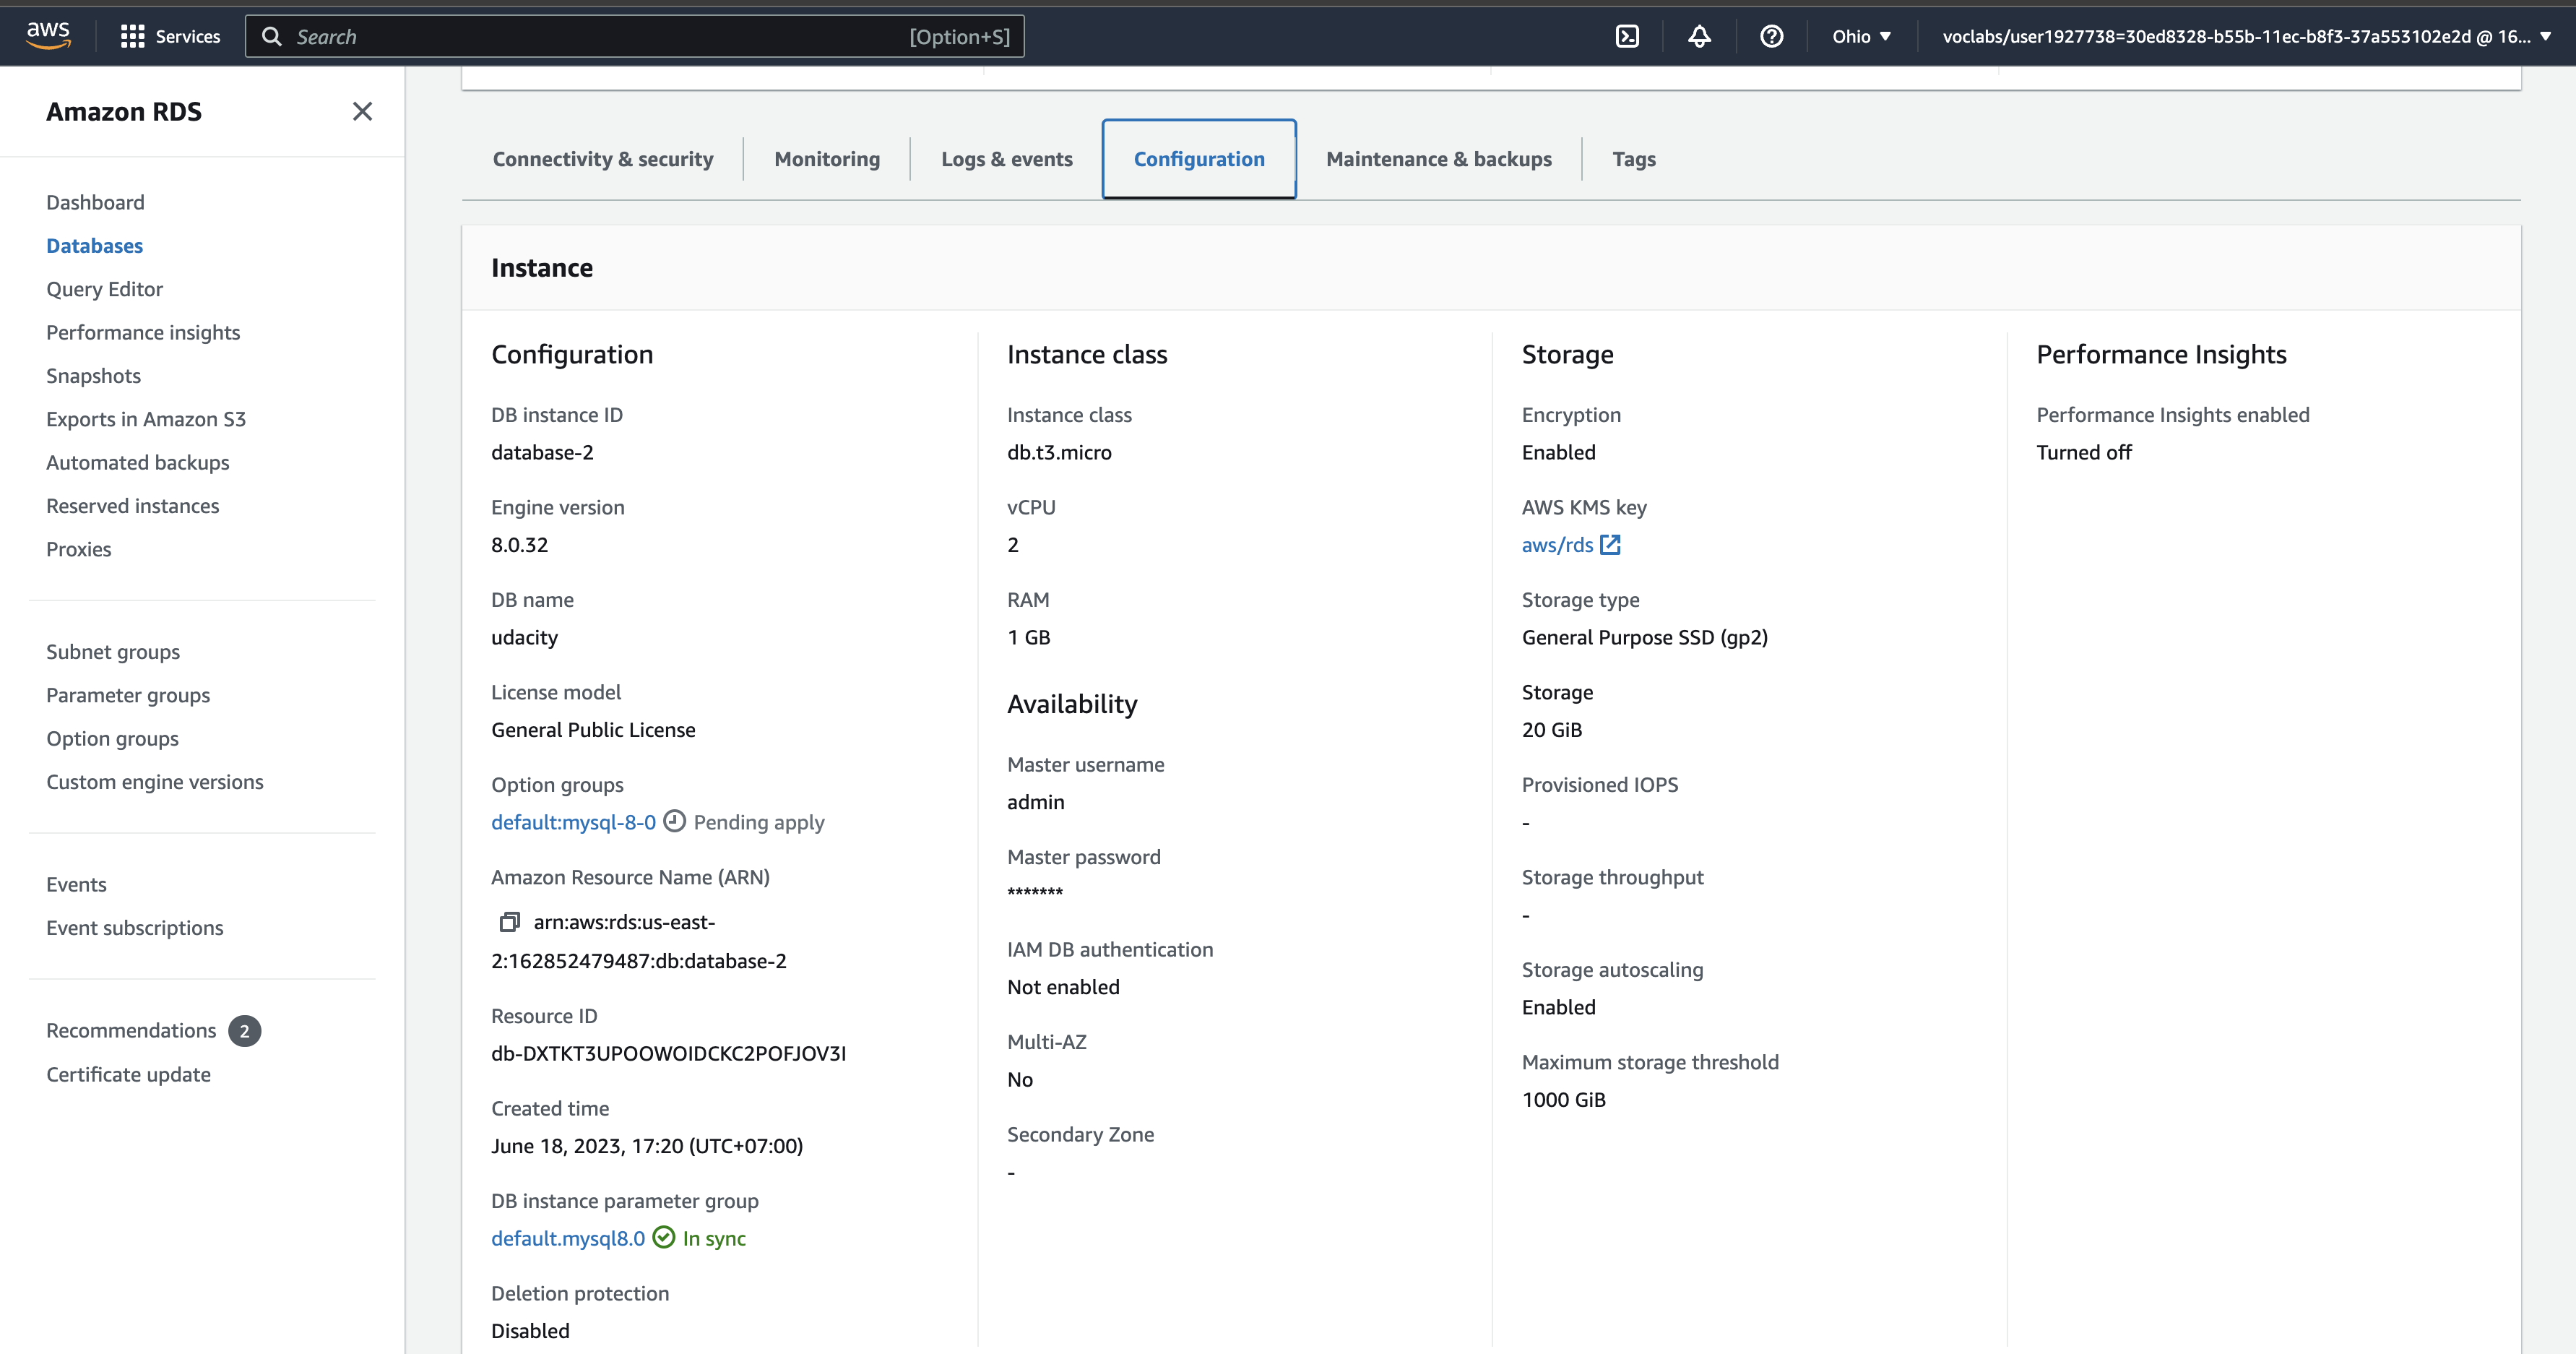 aws
Services
Search
[Option+S]
Ohio
voclabs/user1927738=30ed8328-b55b-11ec-b8f3-37a553102e2d @ 16...
Amazon RDS
Dashboard
Databases
Query Editor
Performance insights
Snapshots
Exports in Amazon S3
Automated backups
Reserved instances
Proxies
Subnet groups
Parameter groups
Option groups
Custom engine versions
Events
Event subscriptions
Recommendations 2
Certificate update
Connectivity & security
Monitoring
Logs & events
Configuration
Maintenance & backups
Tags
Instance
Configuration
DB instance ID
database-2
Engine version
8.0.32
DB name
udacity
License model
General Public License
Option groups
default:mysql-8-0 Pending apply
Amazon Resource Name (ARN)
arn:aws:rds:us-east-
2:162852479487:db:database-2
Resource ID
db-DXTKT3UPOOWOIDCKC2POFJOV3I
Created time
June 18, 2023, 17:20 (UTC+07:00)
DB instance parameter group
default.mysql8.0 In sync
Deletion protection
Disabled
Instance class
Instance class
db.t3.micro
vCPU
2
RAM
1 GB
Availability
Master username
admin
Master password
*******
IAM DB authentication
Not enabled
Multi-AZ
No
Secondary Zone
-
Storage
Encryption
Enabled
AWS KMS key
aws/rds
Storage type
General Purpose SSD (gp2)
Storage
20 GiB
Provisioned IOPS
-
Storage throughput
-
Storage autoscaling
Enabled
Maximum storage threshold
1000 GiB
Performance Insights
Performance Insights enabled
Turned off